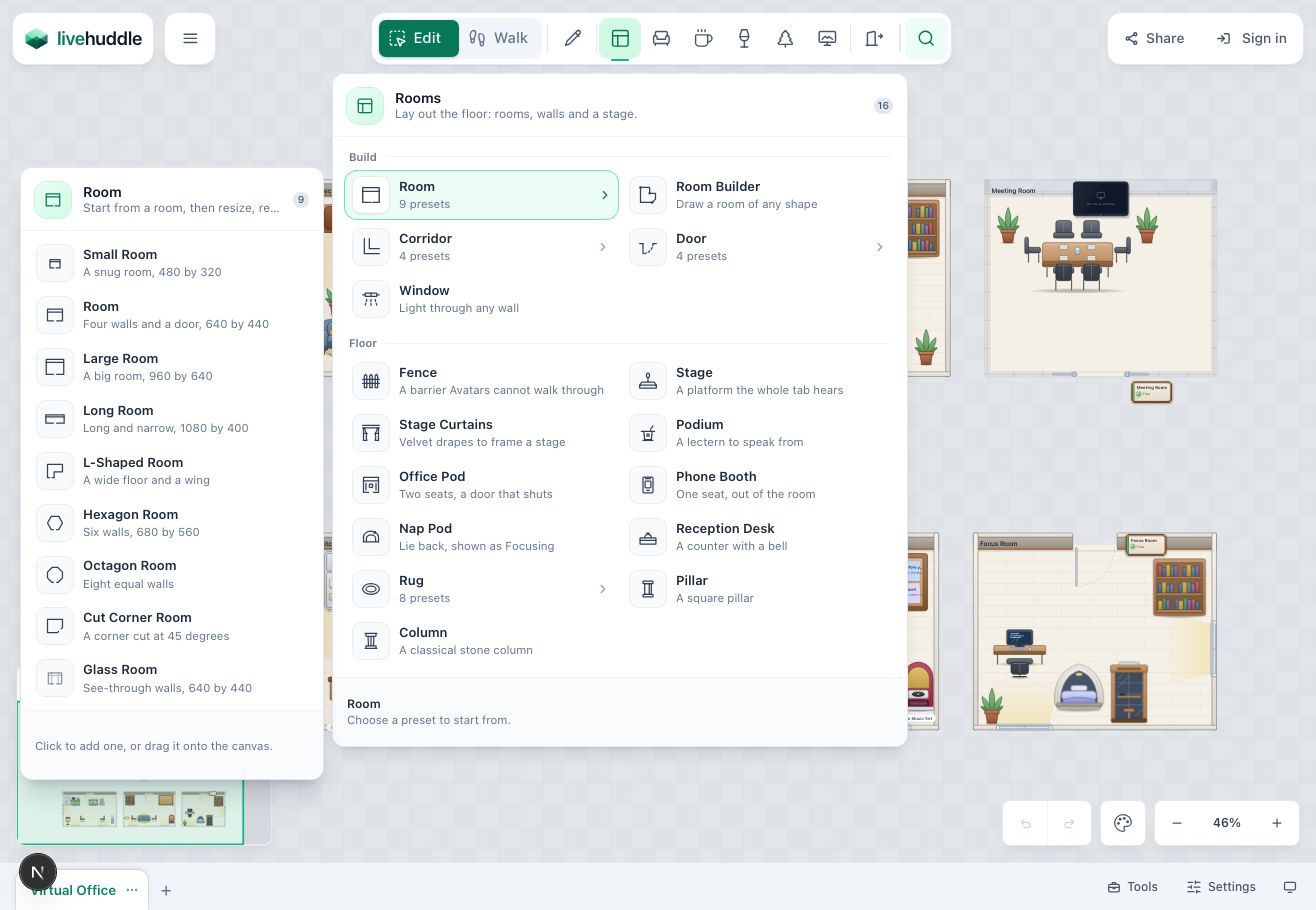 livehuddle
Edit
Walk
Share
Sign in
Rooms
Lay out the floor: rooms, walls and a stage.
16
Build
Room
9 presets
Room Builder
Draw a room of any shape
Corridor
4 presets
Door
4 presets
Window
Light through any wall
Floor
Fence
A barrier Avatars cannot walk through
Stage
A platform the whole tab hears
Stage Curtains
Velvet drapes to frame a stage
Podium
A lectern to speak from
Office Pod
Two seats, a door that shuts
Phone Booth
One seat, out of the room
Nap Pod
Lie back, shown as Focusing
Reception Desk
A counter with a bell
Rug
8 presets
Pillar
A square pillar
Column
A classical stone column
Room
Choose a preset to start from.
Room
Start from a room, then resize, re...
9
Small Room
A snug room, 480 by 320
Room
Four walls and a door, 640 by 440
Large Room
A big room, 960 by 640
Long Room
Long and narrow, 1080 by 400
L-Shaped Room
A wide floor and a wing
Hexagon Room
Six walls, 680 by 560
Octagon Room
Eight equal walls
Cut Corner Room
A corner cut at 45 degrees
Glass Room
See-through walls, 640 by 440
Click to add one, or drag it onto the canvas.
Meeting Room
Meeting Room
Free
Focus Room
Focus Room
Free
Music Set
46%
N
Virtual Office
Tools
Settings